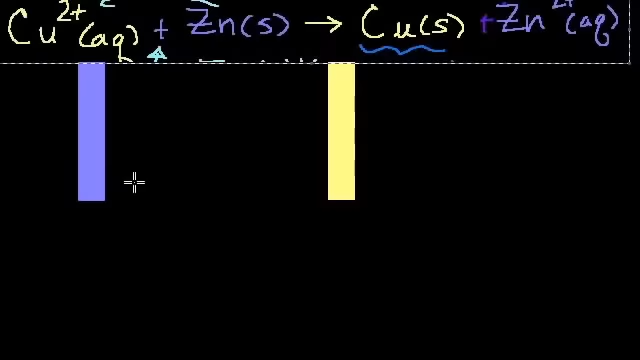 Cu²⁺(aq) + Zn(s) → Cu(s) + Zn²⁺(aq)